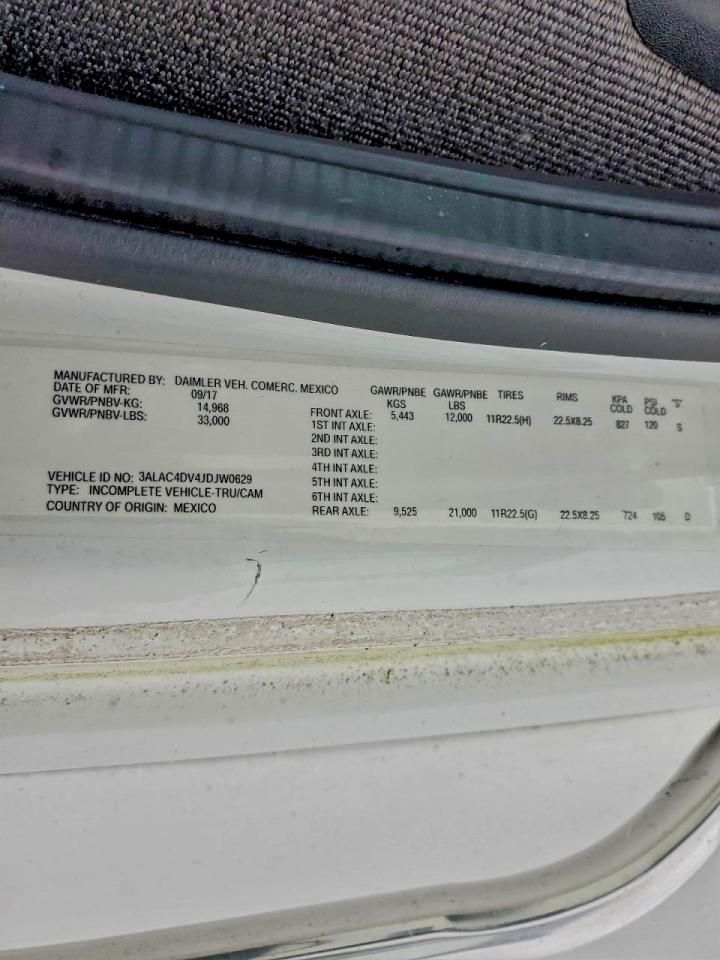 MANUFACTURED BY: DAIMLER VEH. COMERC. MEXICO
DATE OF MFR: 09/17
GVWR/PNBV-KG: 14,968
GVWR/PNBV-LBS: 33,000
VEHICLE ID NO: 3ALAC4DV4JDJW0629
TYPE: INCOMPLETE VEHICLE-TRU/CAM
COUNTRY OF ORIGIN: MEXICO
GAWR/PNBE GAWR/PNBE TIRES RIMS KPA PSI "S"
KGS LBS COLD COLD
FRONT AXLE: 5,443 12,000 11R22.5(H) 22.5X8.25 827 120 S
1ST INT AXLE:
2ND INT AXLE:
3RD INT AXLE:
4TH INT AXLE:
5TH INT AXLE:
6TH INT AXLE:
REAR AXLE: 9,525 21,000 11R22.5(G) 22.5X8.25 724 105 D